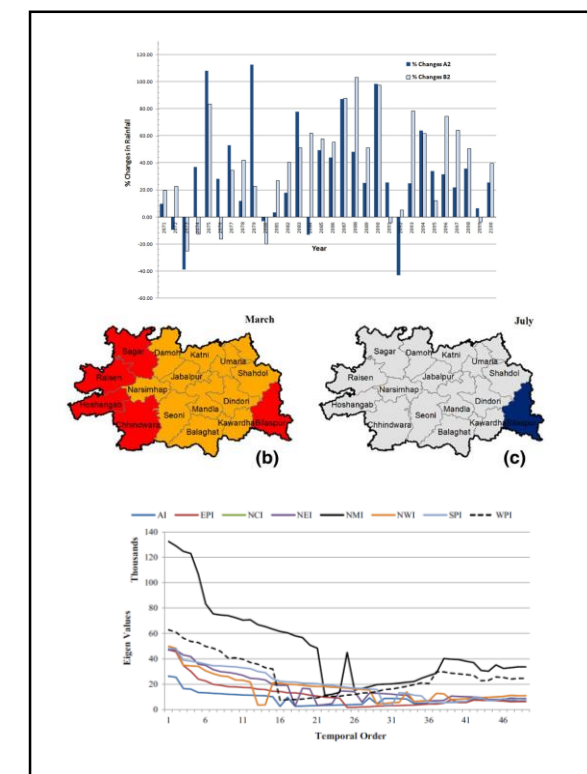 120.00
100.00
80.00
60.00
40.00
20.00
0.00
-20.00
-40.00
-60.00
% Changes in Rainfall
% Changes A2
% Changes B2
Year
March
Sagar
Damoh
Katni
Umaria
Shahdol
Raisen
Jabalpur
Narsimhap
Dindori
Hoshangab
Mandla
Seoni
Chhindwara
Kawardha
Bilaspur
Balaghat
(b)
July
Sagar
Damoh
Katni
Umaria
Shahdol
Raisen
Jabalpur
Narsimhap
Dindori
Hoshangab
Mandla
Seoni
Chhindwara
Kawardha
Balaghat
(c)
AI EPI NCI NEI NMI NWI SPI WPI
Thousands
Eigen Values
140
120
100
80
60
40
20
0
1 6 11 16 21 26 31 36 41 46
Temporal Order